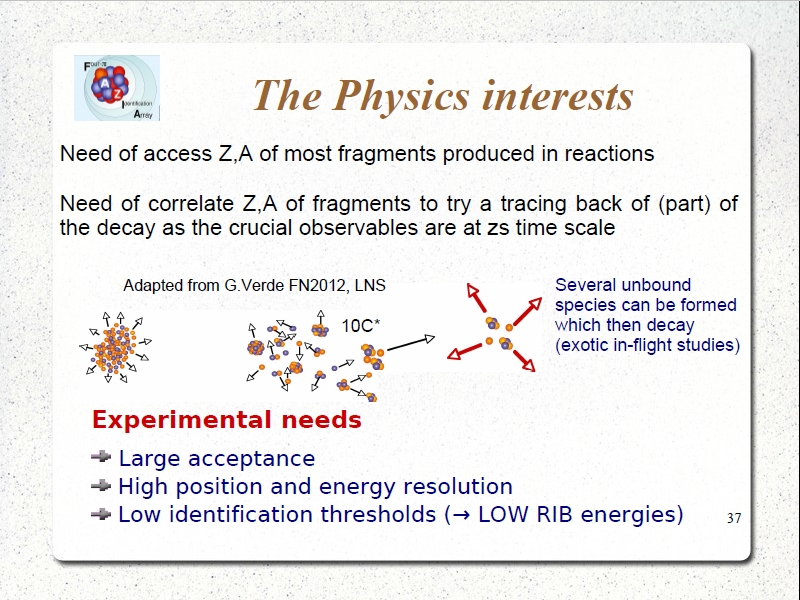 Four-π
A
Z
Identification
Array
The Physics interests
Need of access Z,A of most fragments produced in reactions
Need of correlate Z,A of fragments to try a tracing back of (part) of
the decay as the crucial observables are at zs time scale
Adapted from G.Verde FN2012, LNS
10C*
Several unbound
species can be formed
which then decay
(exotic in-flight studies)
Experimental needs
Large acceptance
High position and energy resolution
Low identification thresholds (→ LOW RIB energies)
37